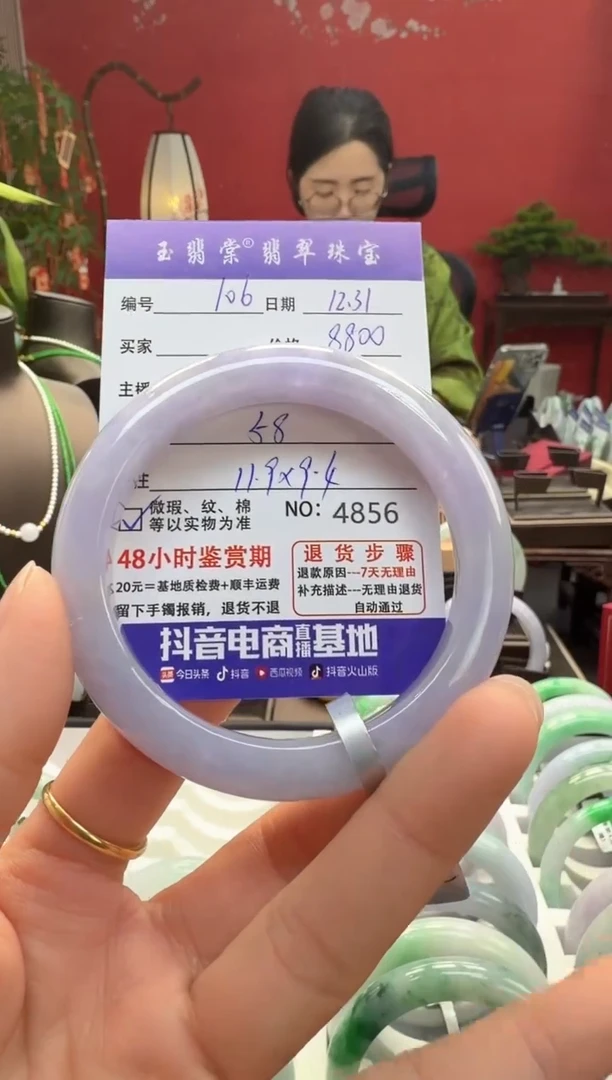 玉翡棠®翡翠珠宝
编号 106 日期 12.31
买家 价格 8800
主播
58
注 11.9×9.4
微瑕、纹、棉
等以实物为准
NO: 4856
48小时鉴赏期
20元=基地质检费+顺丰运费
留下手镯报销，退货不退
退货步骤
退款原因---7天无理由
补充描述---无理由退货
自动通过
抖音电商直播基地
头条 今日头条 抖音 西瓜视频 抖音火山版